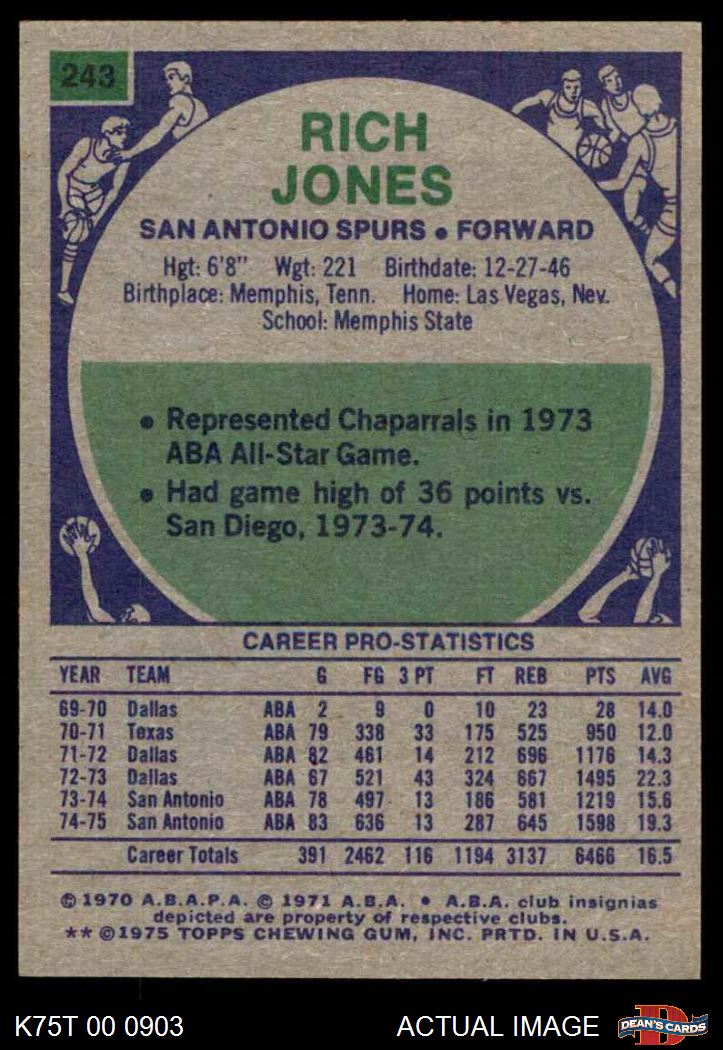 243
RICH
JONES
SAN ANTONIO SPURS • FORWARD
Hgt: 6'8" Wgt: 221 Birthdate: 12-27-46
Birthplace: Memphis, Tenn. Home: Las Vegas, Nev.
School: Memphis State
• Represented Chaparrals in 1973
ABA All-Star Game.
• Had game high of 36 points vs.
San Diego, 1973-74.
CAREER PRO-STATISTICS
YEAR TEAM G FG 3 PT FT REB PTS AVG
69-70 Dallas ABA 2 9 0 10 23 28 14.0
70-71 Texas ABA 79 338 33 175 525 950 12.0
71-72 Dallas ABA 82 461 14 212 696 1176 14.3
72-73 Dallas ABA 67 521 43 324 667 1495 22.3
73-74 San Antonio ABA 78 497 13 186 581 1219 15.6
74-75 San Antonio ABA 83 636 13 287 645 1598 19.3
Career Totals 391 2462 116 1194 3137 6466 16.5
© 1970 A.B.A.P.A. © 1971 A.B.A. • A.B.A. club insignias
depicted are property of respective clubs.
** © 1975 TOPPS CHEWING GUM, INC. PRTD. IN U.S.A.
K75T 00 0903 ACTUAL IMAGE D DEAN'S CARDS